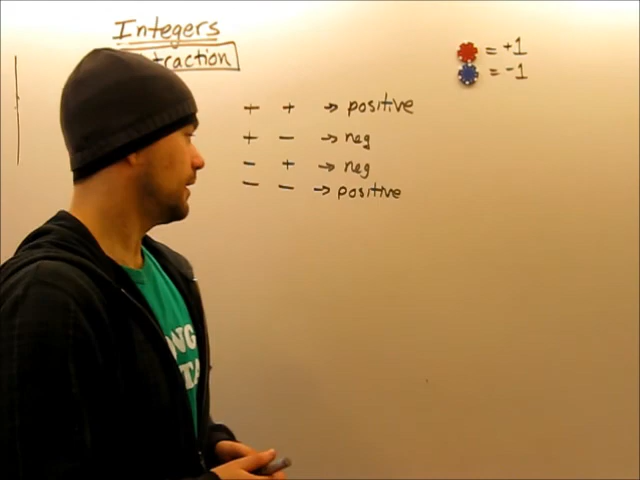 Integers
traction
+ + → positive
+ - → neg
- + → neg
- - → positive
= +1
= -1